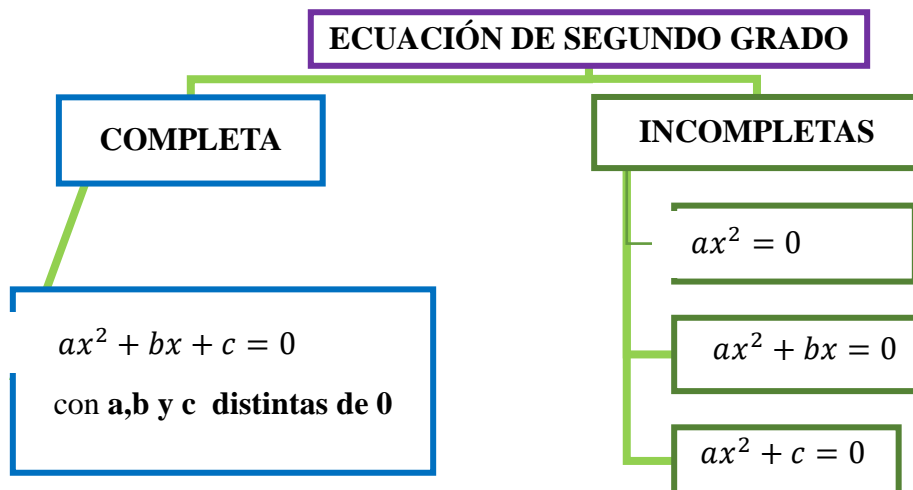 ECUACIÓN DE SEGUNDO GRADO
COMPLETA
ax² + bx + c = 0
con a,b y c distintas de 0
INCOMPLETAS
ax² = 0
ax² + bx = 0
ax² + c = 0